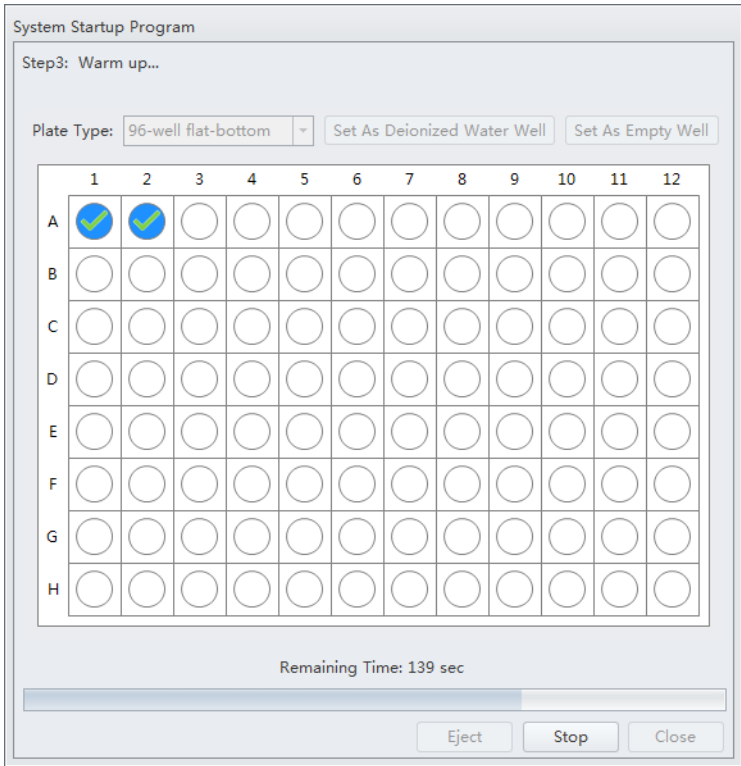 System Startup Program
Step3: Warm up...
Plate Type: 96-well flat-bottom Set As Deionized Water Well Set As Empty Well
1 2 3 4 5 6 7 8 9 10 11 12
A
B
C
D
E
F
G
H
Remaining Time: 139 sec
Eject Stop Close